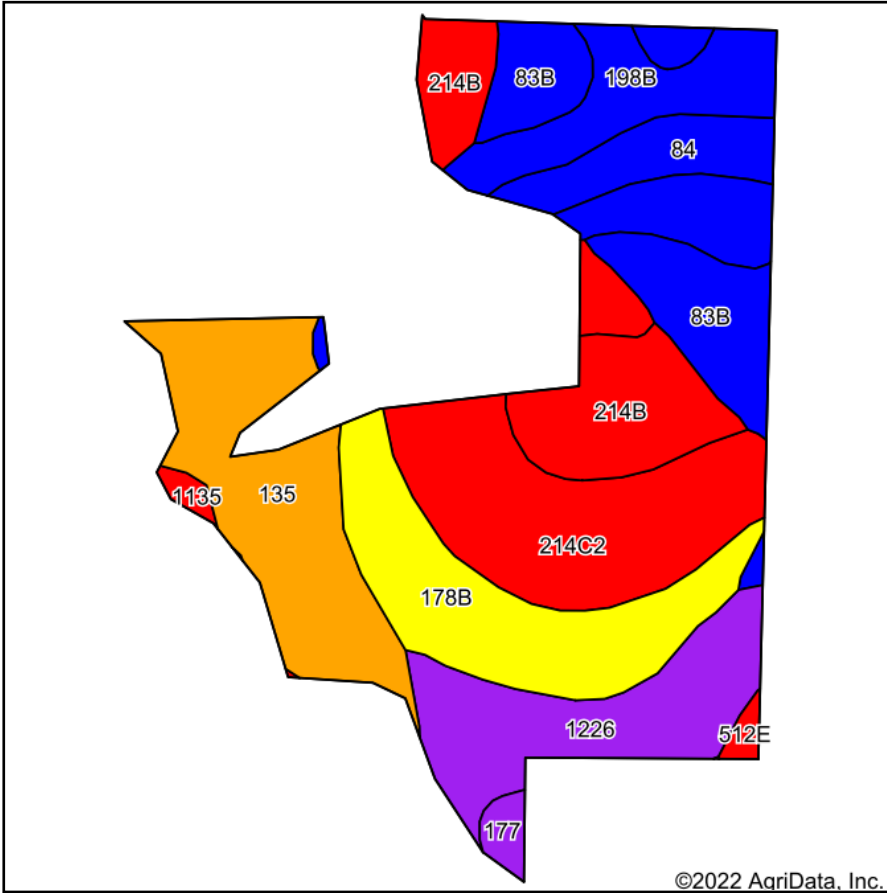 214B
83B
198B
84
83B
214B
1135
135
214C2
178B
1226
512E
177
©2022 AgriData, Inc.